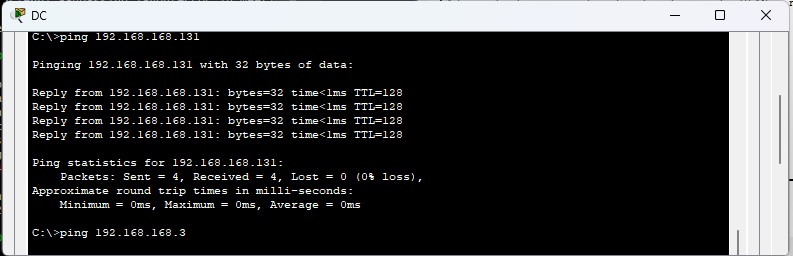 DC
C:\>ping 192.168.168.131
Pinging 192.168.168.131 with 32 bytes of data:
Reply from 192.168.168.131: bytes=32 time<1ms TTL=128
Reply from 192.168.168.131: bytes=32 time<1ms TTL=128
Reply from 192.168.168.131: bytes=32 time<1ms TTL=128
Reply from 192.168.168.131: bytes=32 time<1ms TTL=128
Ping statistics for 192.168.168.131:
Packets: Sent = 4, Received = 4, Lost = 0 (0% loss),
Approximate round trip times in milli-seconds:
Minimum = 0ms, Maximum = 0ms, Average = 0ms
C:\>ping 192.168.168.3